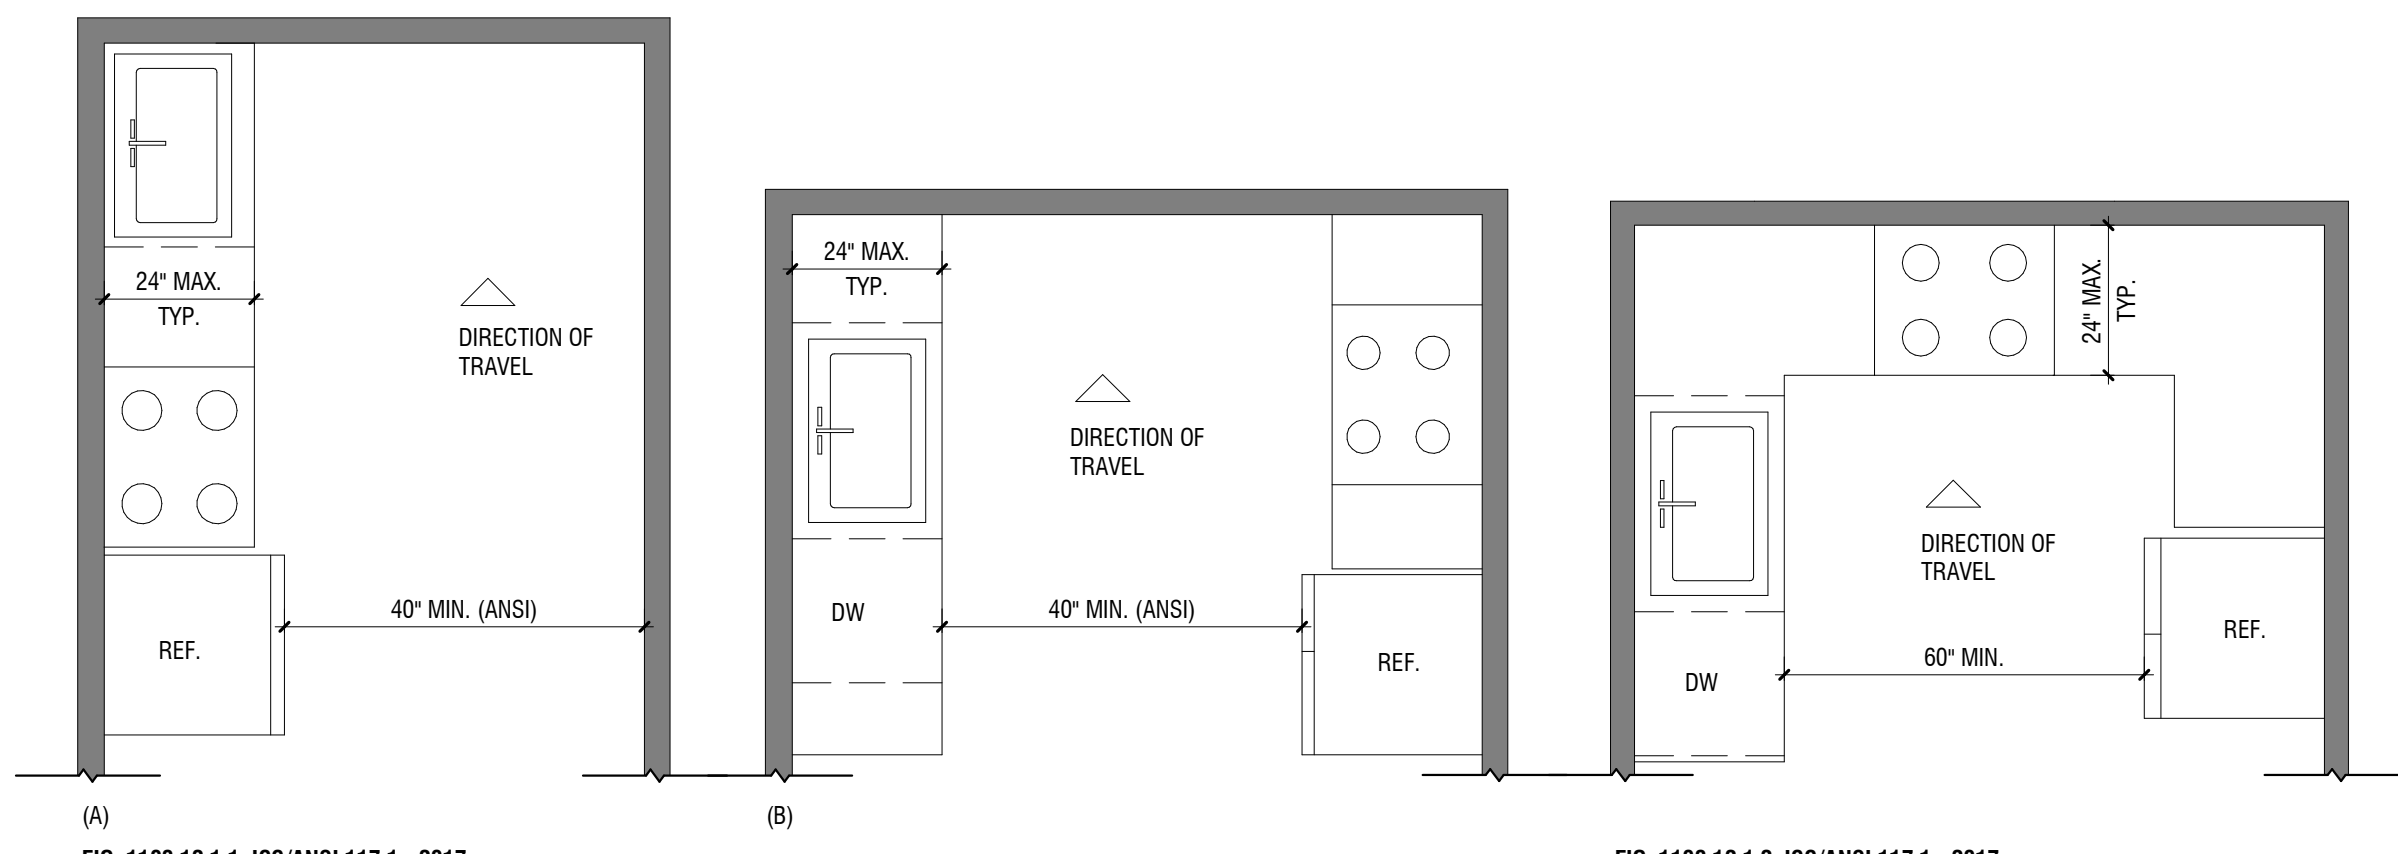 24" MAX.
TYP.
DIRECTION OF
TRAVEL
40" MIN. (ANSI)
REF.
(A)
24" MAX.
TYP.
DIRECTION OF
TRAVEL
DW
40" MIN. (ANSI)
REF.
(B)
24" MAX.
TYP.
DIRECTION OF
TRAVEL
60" MIN.
DW
REF.